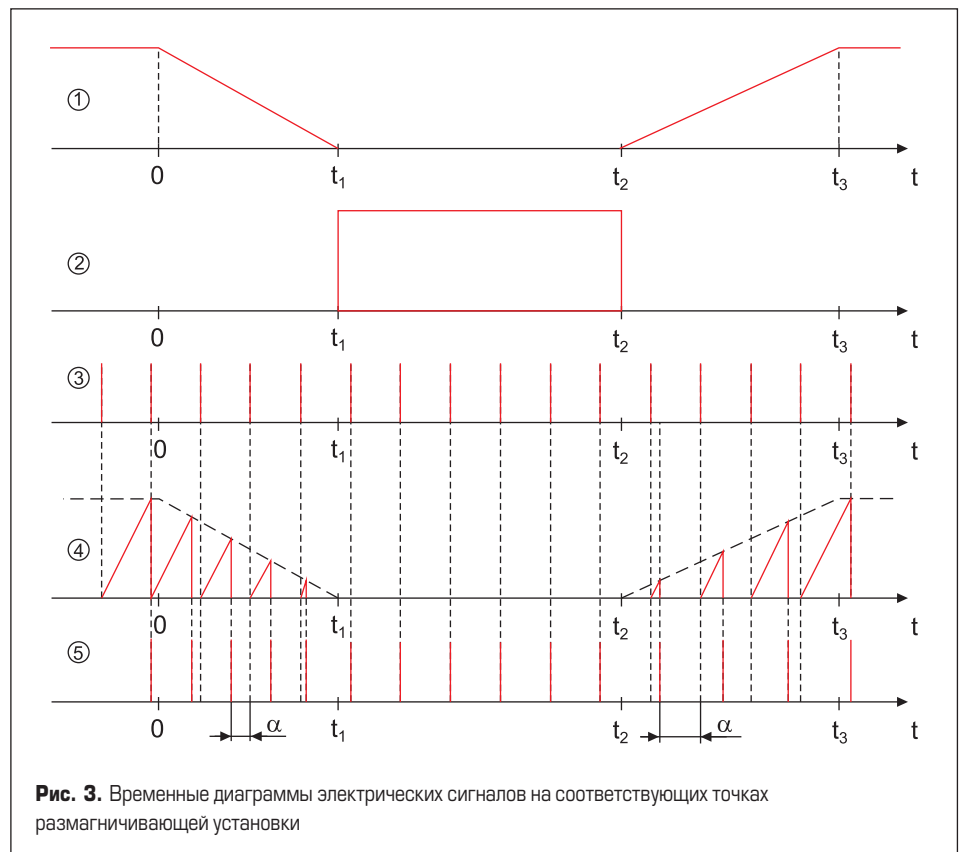 ①
0 t₁ t₂ t₃ t
②
0 t₁ t₂ t₃ t
③
0 t₁ t₂ t₃ t
④
0 t₁ t₂ t₃ t
⑤
0 α t₁ t₂ α t₃ t
Рис. 3. Временные диаграммы электрических сигналов на соответствующих точках
размагничивающей установки